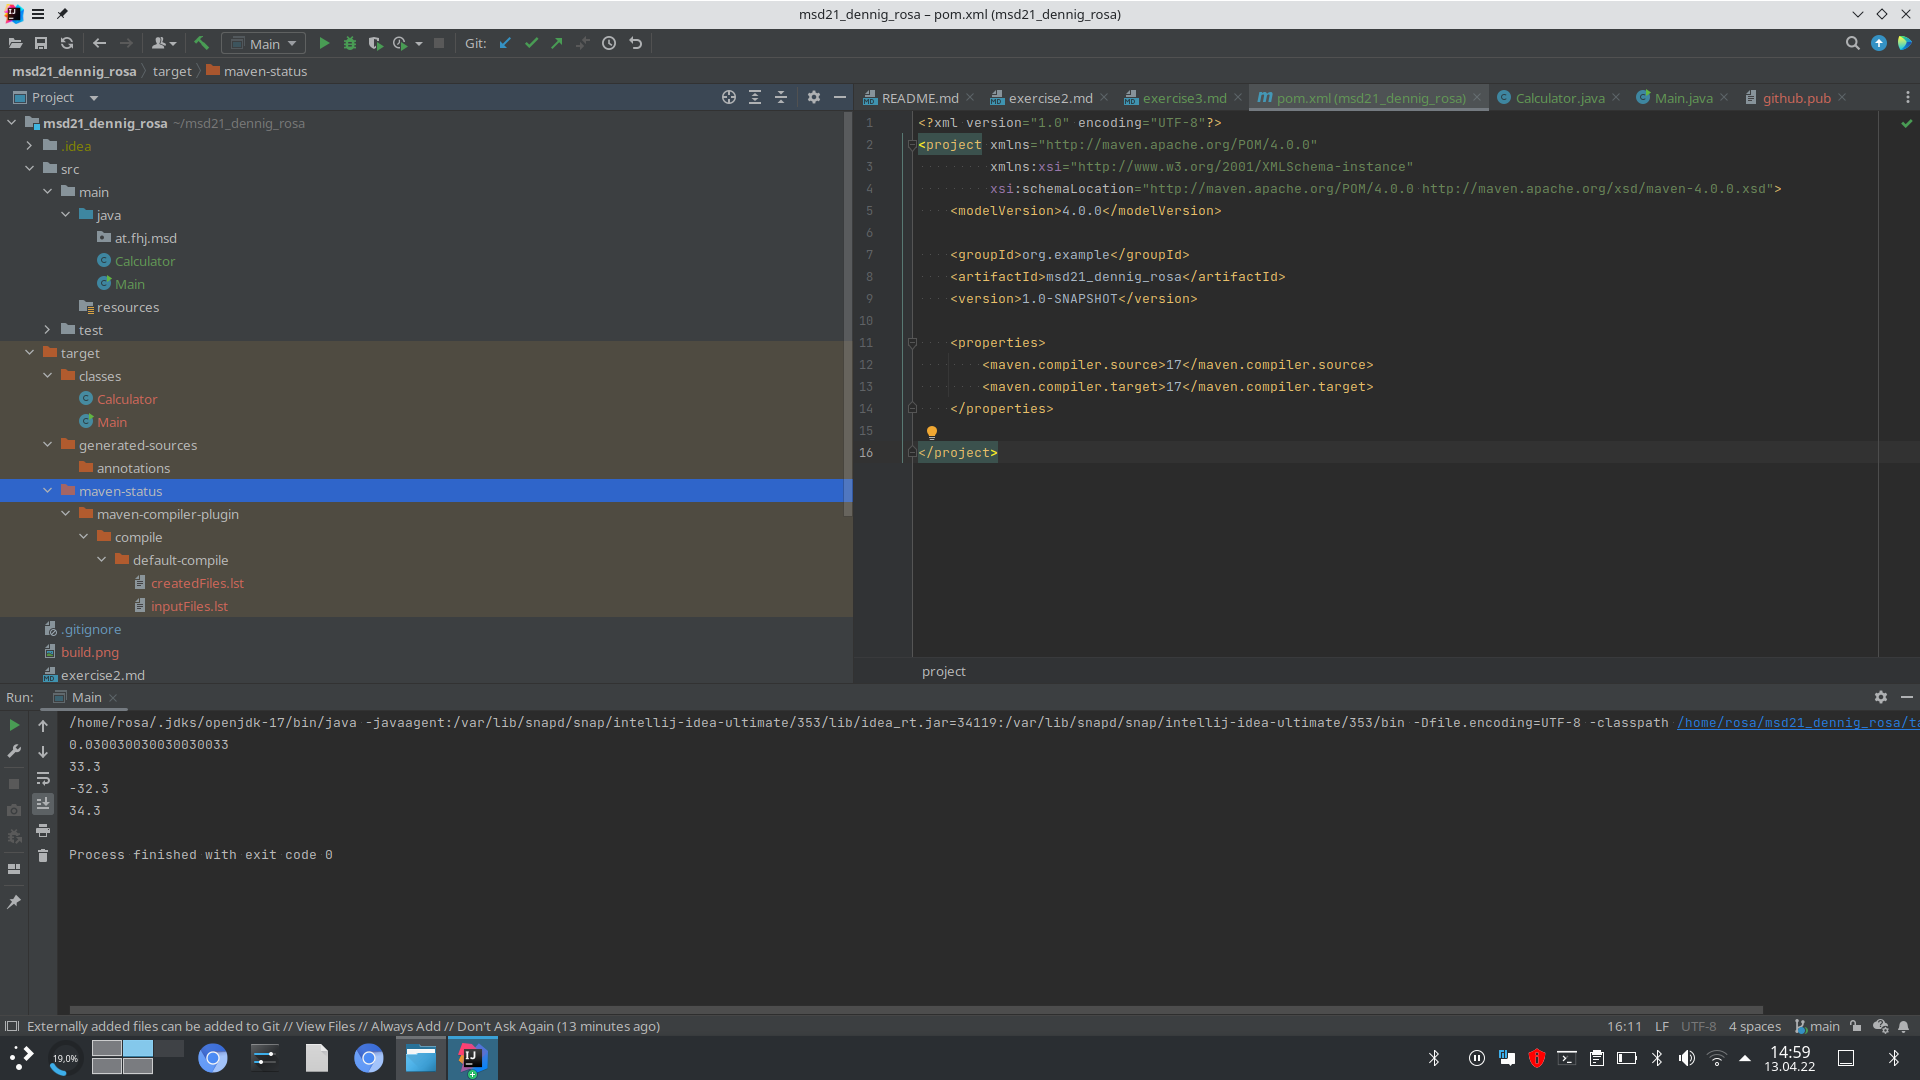 msd21_dennig_rosa – pom.xml (msd21_dennig_rosa)
Main
Git:
msd21_dennig_rosa target maven-status
Project
README.md exercise2.md exercise3.md pom.xml (msd21_dennig_rosa) Calculator.java Main.java github.pub
msd21_dennig_rosa ~/msd21_dennig_rosa
.idea
src
main
java
at.fhj.msd
Calculator
Main
resources
test
target
classes
Calculator
Main
generated-sources
annotations
maven-status
maven-compiler-plugin
compile
default-compile
createdFiles.lst
inputFiles.lst
.gitignore
build.png
exercise2.md
1 <?xml version="1.0" encoding="UTF-8"?>
2 <project xmlns="http://maven.apache.org/POM/4.0.0"
3 xmlns:xsi="http://www.w3.org/2001/XMLSchema-instance"
4 xsi:schemaLocation="http://maven.apache.org/POM/4.0.0 http://maven.apache.org/xsd/maven-4.0.0.xsd">
5 <modelVersion>4.0.0</modelVersion>
6
7 <groupId>org.example</groupId>
8 <artifactId>msd21_dennig_rosa</artifactId>
9 <version>1.0-SNAPSHOT</version>
10
11 <properties>
12 <maven.compiler.source>17</maven.compiler.source>
13 <maven.compiler.target>17</maven.compiler.target>
14 </properties>
15
16 </project>
project
Run: Main
/home/rosa/.jdks/openjdk-17/bin/java -javaagent:/var/lib/snapd/snap/intellij-idea-ultimate/353/lib/idea_rt.jar=34119:/var/lib/snapd/snap/intellij-idea-ultimate/353/bin -Dfile.encoding=UTF-8 -classpath /home/rosa/msd21_dennig_rosa/ta
0.030030030030030033
33.3
-32.3
34.3
Process finished with exit code 0
Externally added files can be added to Git // View Files // Always Add // Don't Ask Again (13 minutes ago)
16:11 LF UTF-8 4 spaces main
19,0%
14:59
13.04.22